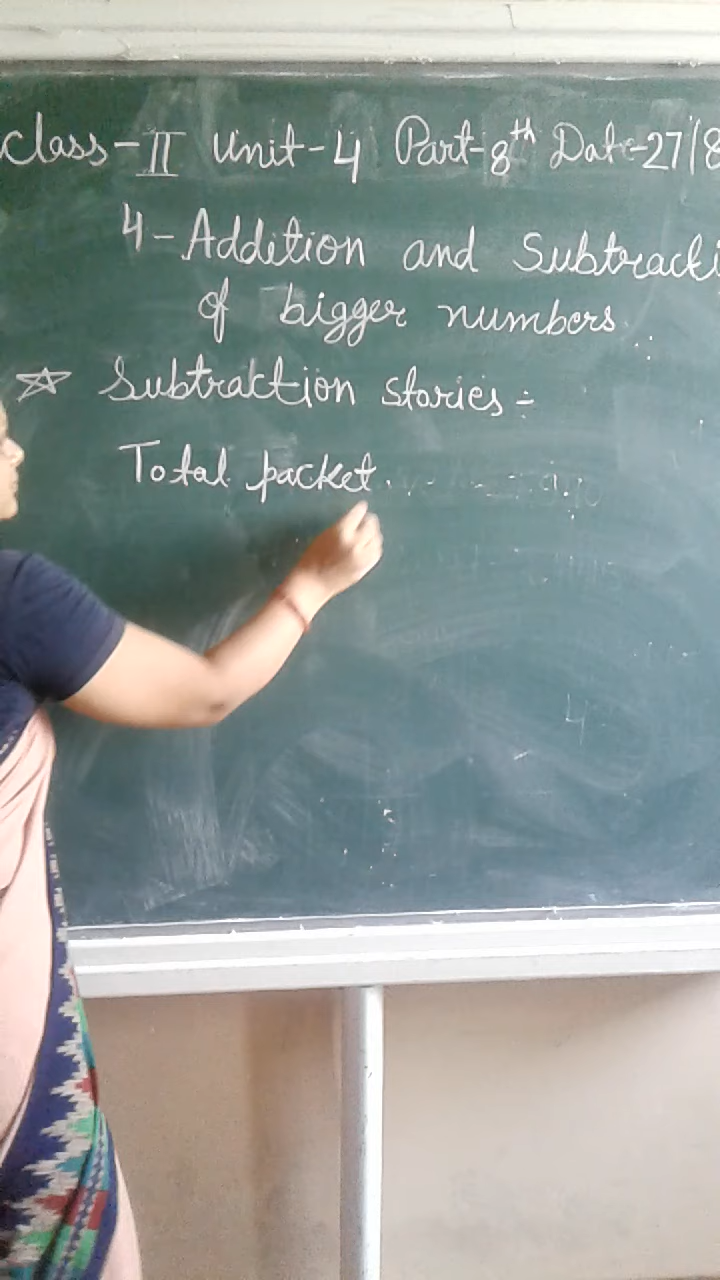 class-II Unit-4 Part-8th Date-27/8
4-Addition and Subtracti
of bigger numbers
☆ Subtraction stories:-
Total packet